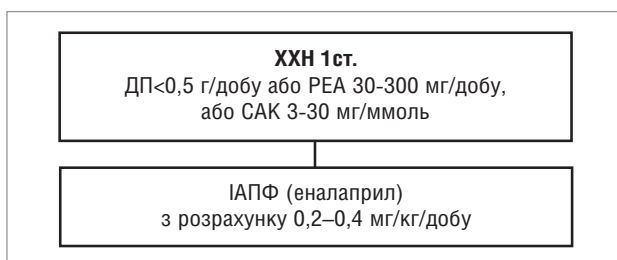 ХХН 1ст.
ДП<0,5 г/добу або РЕА 30-300 мг/добу,
або САК 3-30 мг/ммоль
ІАПФ (еналаприл)
з розрахунку 0,2–0,4 мг/кг/добу